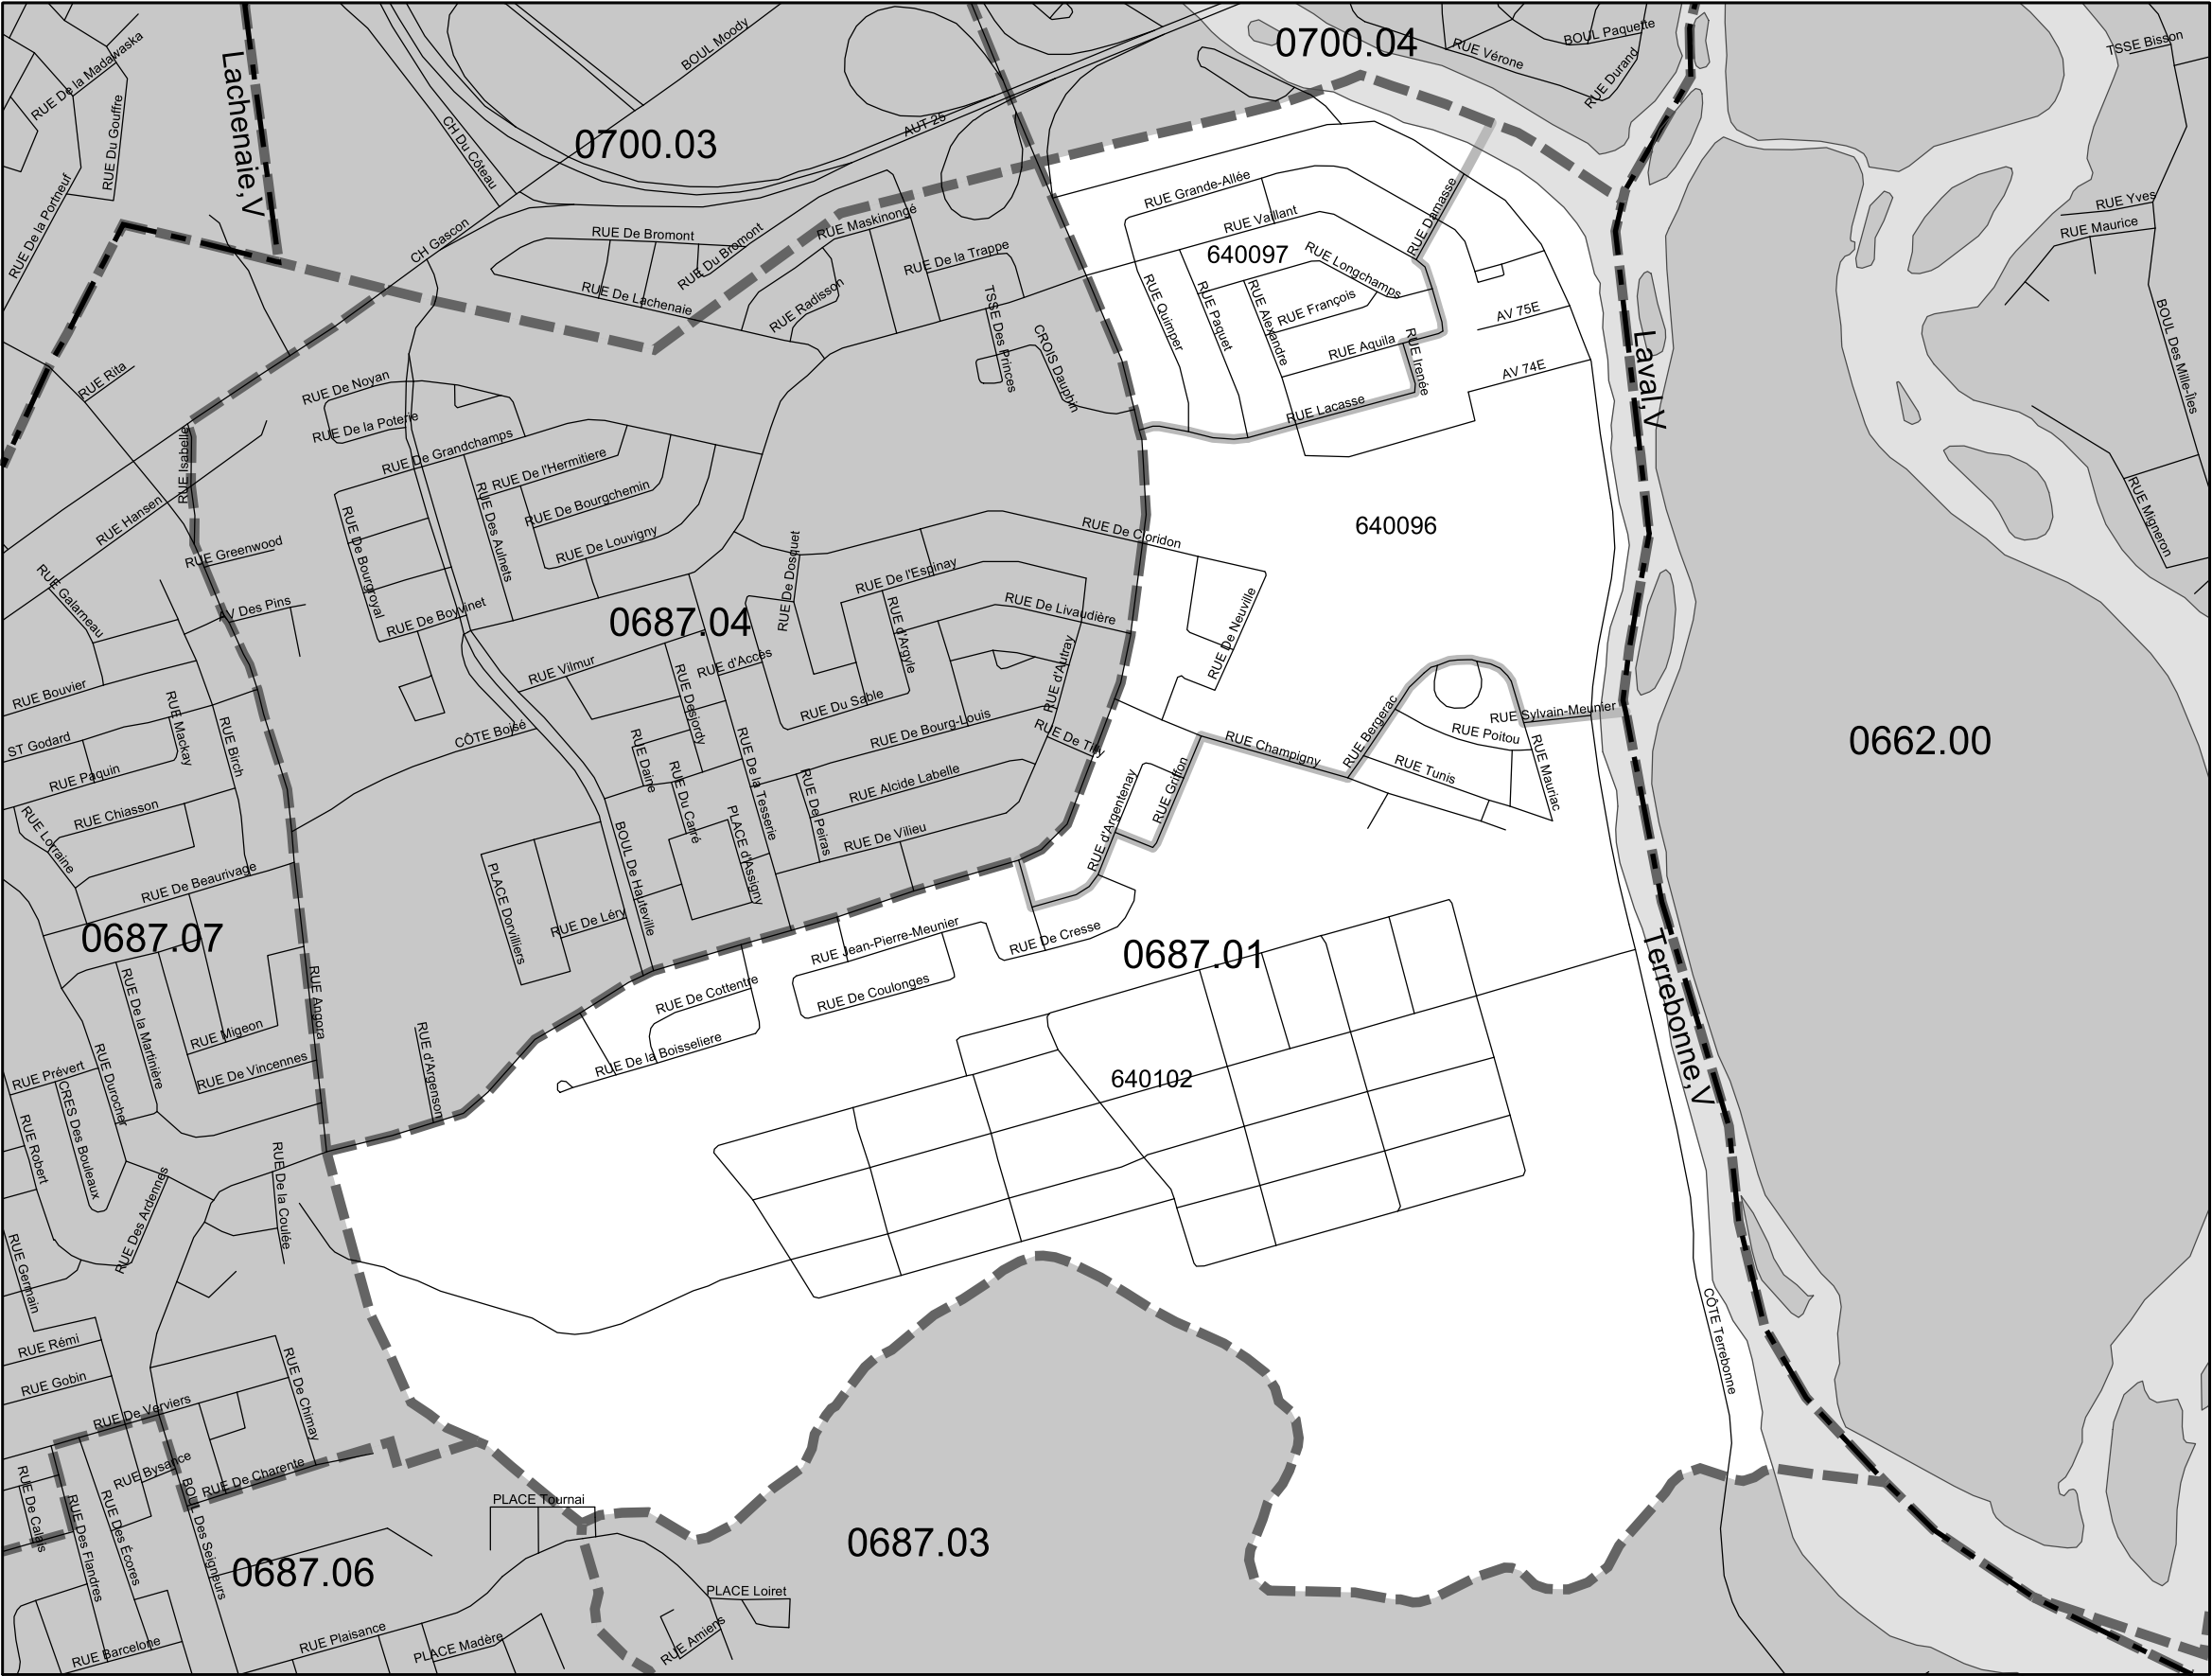 0700.04
BOUL Paquette
RUE Vérone
RUE Durand
TSSE Bisson
BOUL Moody
RUE De la Madawaska
RUE Du Gouffre
RUE De la Portneuf
Lachenaie,V
CH Du Côteau
0700.03
AUT 25
CH Gascon
RUE De Bromont
RUE Du Bromont
RUE De Lachenaie
RUE Maskinongé
RUE De la Trappe
RUE Radisson
TSSE Des Princes
CROIS Dauphin
RUE Grande-Allée
RUE Vaillant
RUE Damasse
640097
RUE Longchamps
RUE Quimper
RUE Paquet
RUE Alexandre
RUE François
RUE Aquila
RUE Irenée
RUE Lacasse
AV 75E
AV 74E
Laval,V
RUE Yves
RUE Maurice
BOUL Des Mille-Îles
RUE Migneron
RUE Rita
RUE De Noyan
RUE De la Poterie
RUE De Grandchamps
RUE Isabelle
RUE Hansen
RUE De l'Hermitiere
RUE De Bourgchemin
RUE De Louvigny
RUE Des Aulnets
RUE De Bourgroyal
RUE De Boyvinet
RUE Greenwood
RUE Galarneau
AV Des Pins
640096
RUE De Cloridon
RUE De Neuville
RUE De Dosquet
RUE De l'Espinay
RUE De Livaudière
RUE d'Argyle
RUE d'Autray
0687.04
RUE Vilmur
RUE d'Accès
RUE Desjordy
RUE Du Sable
RUE De Bourg-Louis
RUE De Tilly
RUE Bouvier
RUE Mackay
RUE Birch
ST Godard
RUE Paquin
RUE Chiasson
RUE Lorraine
CÔTE Boisé
RUE Daine
RUE Du Carré
RUE De la Tesserie
RUE De Peiras
RUE Alcide Labelle
RUE De Vilieu
PLACE d'Assigny
RUE Champigny
RUE Bergerac
RUE Sylvain-Meunier
RUE Poitou
RUE Tunis
RUE Mauriac
RUE Griffon
RUE d'Argentenay
0662.00
RUE De Beaurivage
0687.07
PLACE Dorvilliers
BOUL De Hauteville
RUE De Léry
RUE Jean-Pierre-Meunier
RUE De Cresse
0687.01
RUE De Coulonges
RUE De Cottentre
RUE De la Boisseliere
Terrebonne,V
640102
RUE De la Martinière
RUE Angora
RUE Migeon
RUE De Vincennes
RUE d'Argenson
RUE Prévert
RUE Durocher
CRES Des Bouleaux
RUE Robert
RUE Des Ardennes
RUE De la Coulée
RUE Germain
RUE Rémi
RUE Gobin
RUE De Chimay
RUE De Verviers
RUE Bysance
RUE De Charente
RUE De Calais
RUE Des Flandres
RUE Des Écores
BOUL Des Seigneurs
CÔTE Terrebonne
PLACE Tournai
0687.03
0687.06
PLACE Loiret
RUE Amiens
RUE Plaisance
PLACE Madère
RUE Barcelone